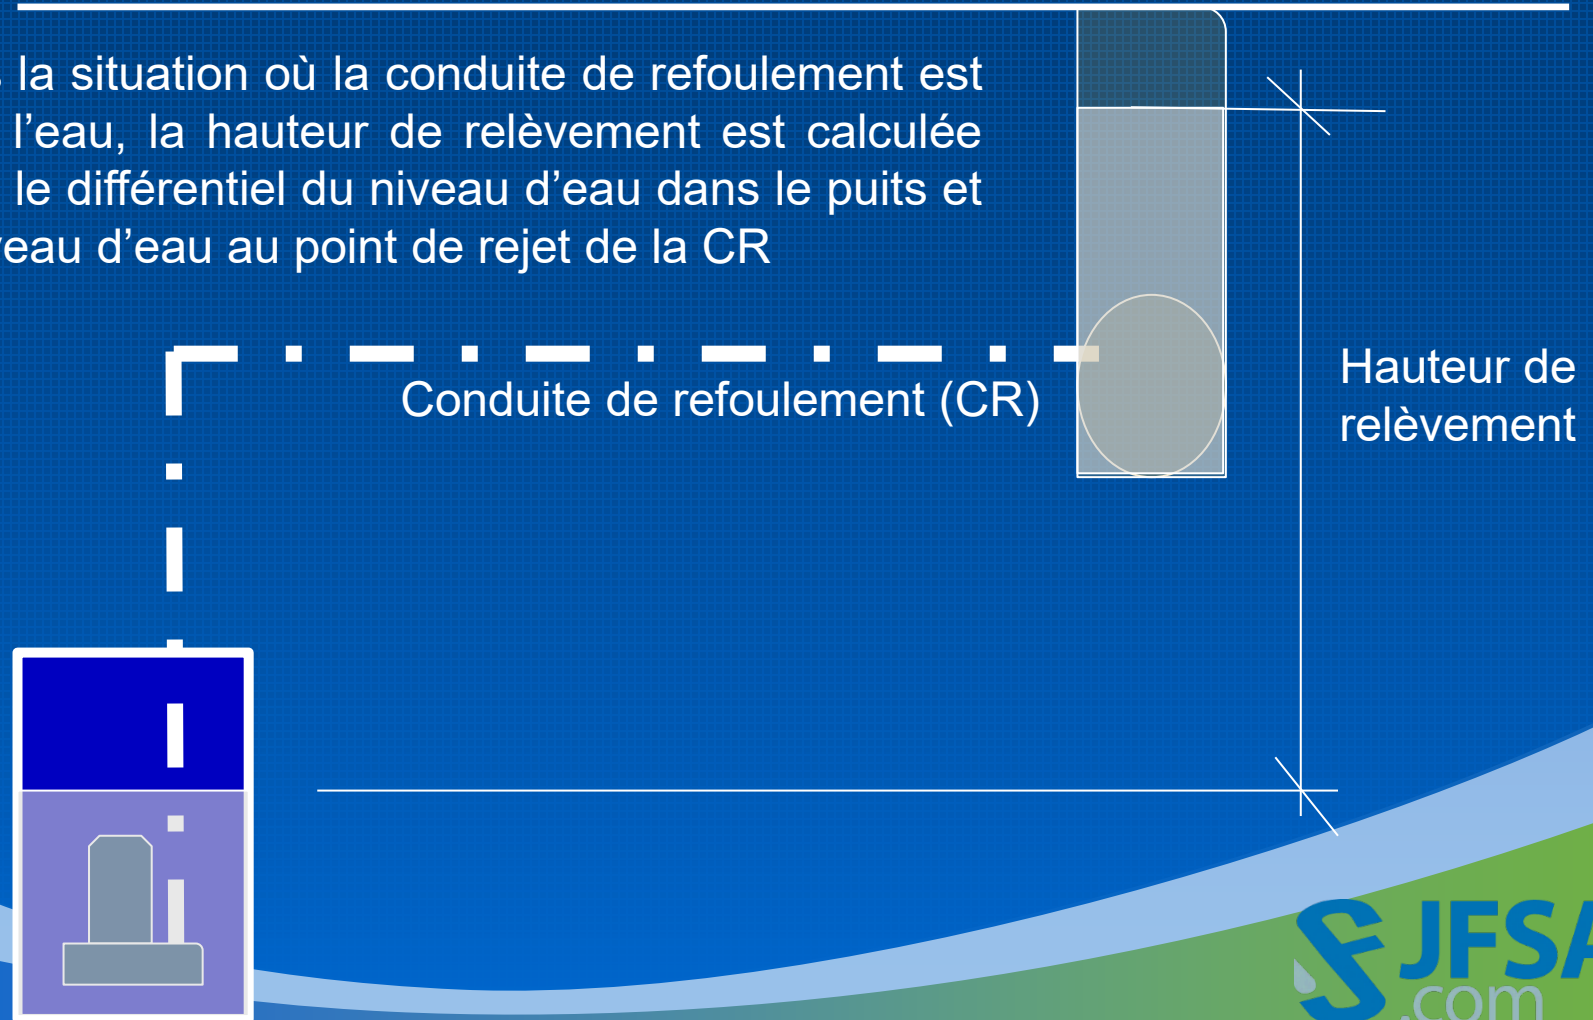 la situation où la conduite de refoulement est
l’eau, la hauteur de relèvement est calculée
le différentiel du niveau d’eau dans le puits et
d’eau au point de rejet de la CR
Conduite de refoulement (CR)
Hauteur de
relèvement
JFSA
.com